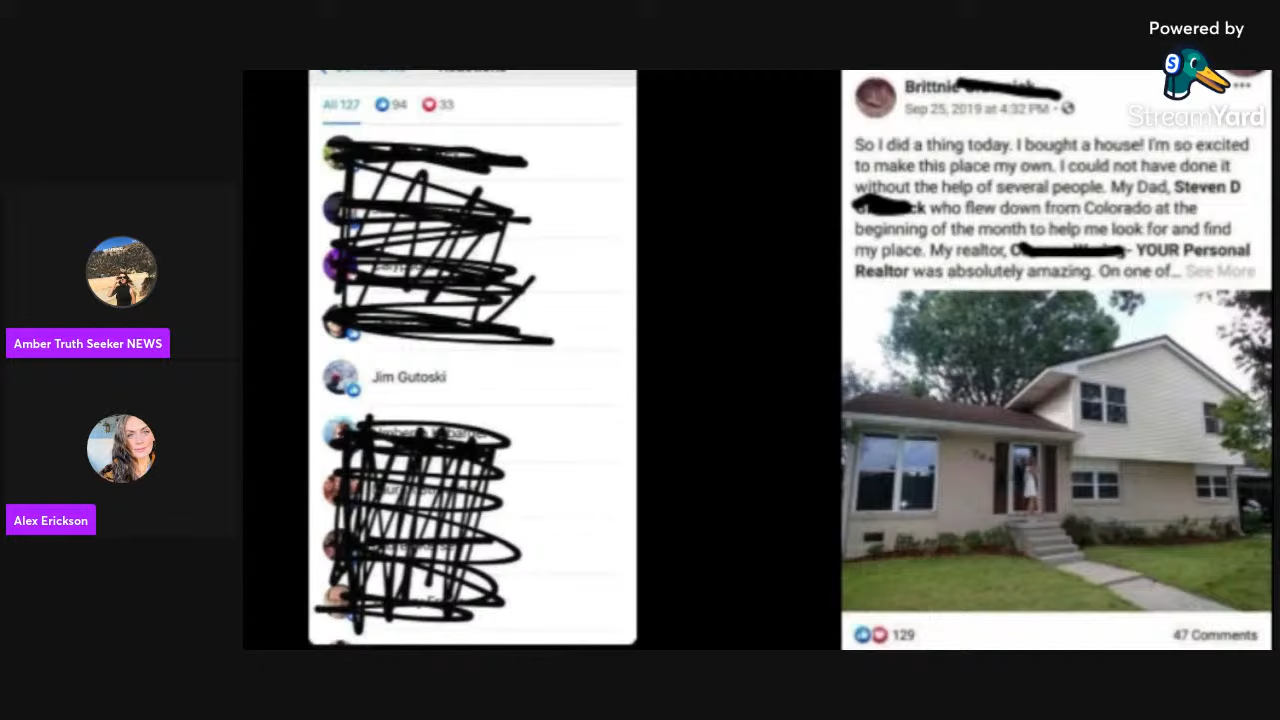 Powered by
StreamYard
Amber Truth Seeker NEWS
Alex Erickson
All 127 94 33
Jim Gutoski
Brittnie
Sep 25, 2019 at 4:32 PM
So I did a thing today. I bought a house! I'm so excited
to make this place my own. I could not have done it
without the help of several people. My Dad, Steven D
ck who flew down from Colorado at the
beginning of the month to help me look for and find
my place. My realtor, - YOUR Personal
Realtor was absolutely amazing. On one of... See More
129 47 Comments